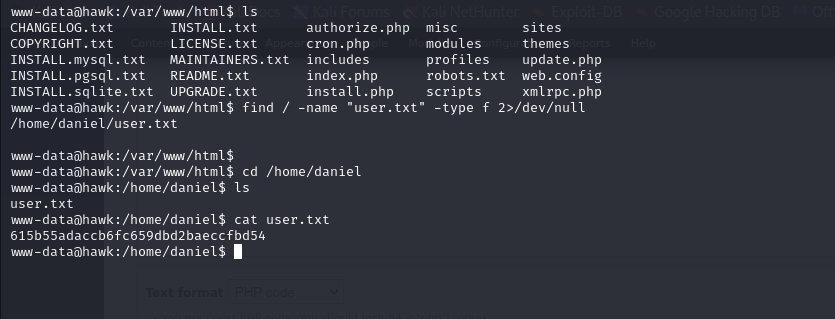 www-data@hawk:/var/www/html$ ls
CHANGELOG.txt INSTALL.txt authorize.php misc sites
COPYRIGHT.txt LICENSE.txt cron.php modules themes
INSTALL.mysql.txt MAINTAINERS.txt includes profiles update.php
INSTALL.pgsql.txt README.txt index.php robots.txt web.config
INSTALL.sqlite.txt UPGRADE.txt install.php scripts xmlrpc.php
www-data@hawk:/var/www/html$ find / -name "user.txt" -type f 2>/dev/null
/home/daniel/user.txt
www-data@hawk:/var/www/html$
www-data@hawk:/var/www/html$ cd /home/daniel
www-data@hawk:/home/daniel$ ls
user.txt
www-data@hawk:/home/daniel$ cat user.txt
615b55adaccb6fc659dbd2baeccfbd54
www-data@hawk:/home/daniel$
Kali Forums Kali NetHunter Exploit-DB Google Hacking DB
Reports Help
Text format PHP code